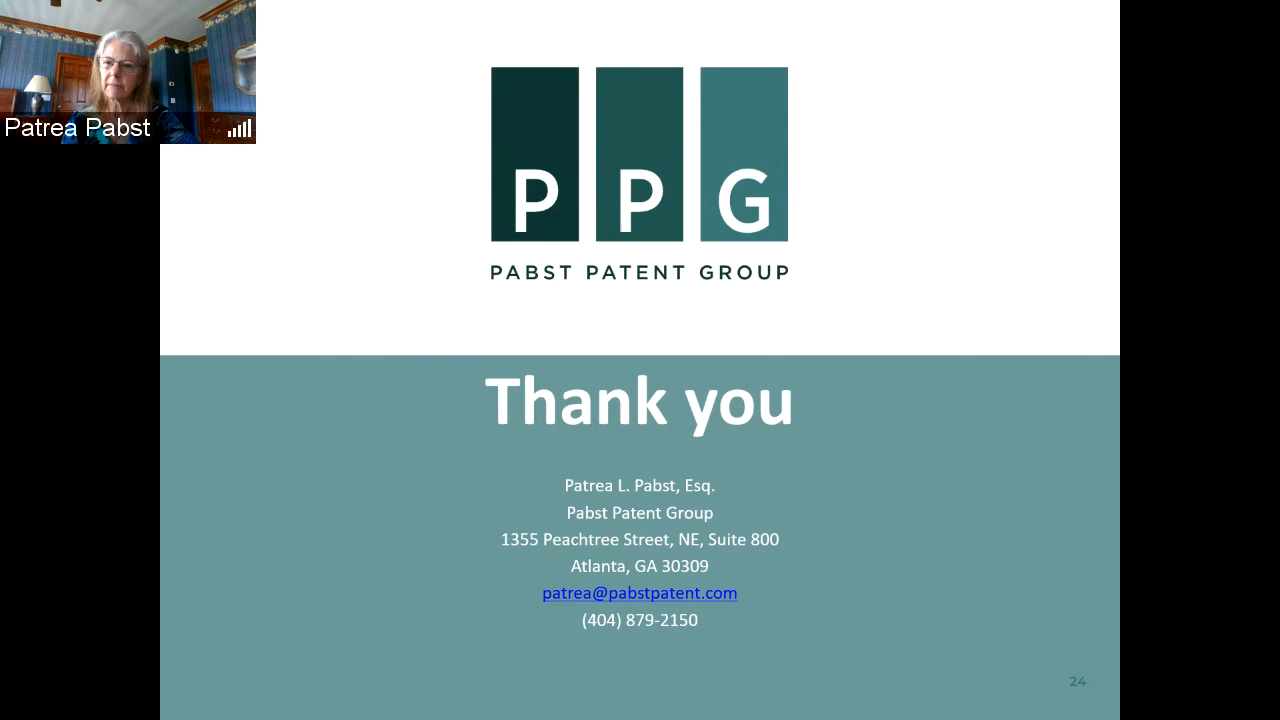 Patrea Pabst
P P G
PABST PATENT GROUP
Thank you
Patrea L. Pabst, Esq.
Pabst Patent Group
1355 Peachtree Street, NE, Suite 800
Atlanta, GA 30309
patrea@pabstpatent.com
(404) 879-2150
24